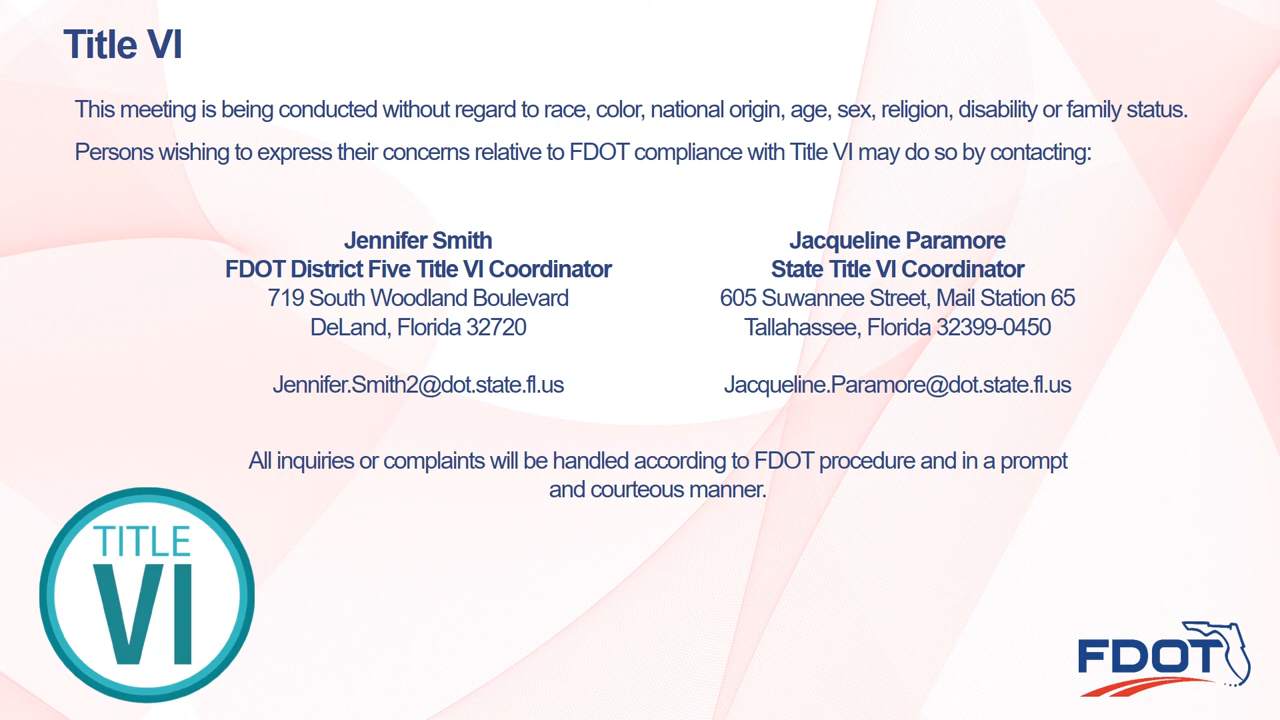 Title VI
This meeting is being conducted without regard to race, color, national origin, age, sex, religion, disability or family status.
Persons wishing to express their concerns relative to FDOT compliance with Title VI may do so by contacting:
Jennifer Smith
FDOT District Five Title VI Coordinator
719 South Woodland Boulevard
DeLand, Florida 32720
Jennifer.Smith2@dot.state.fl.us
Jacqueline Paramore
State Title VI Coordinator
605 Suwannee Street, Mail Station 65
Tallahassee, Florida 32399-0450
Jacqueline.Paramore@dot.state.fl.us
All inquiries or complaints will be handled according to FDOT procedure and in a prompt
and courteous manner.
TITLE
VI
FDOT